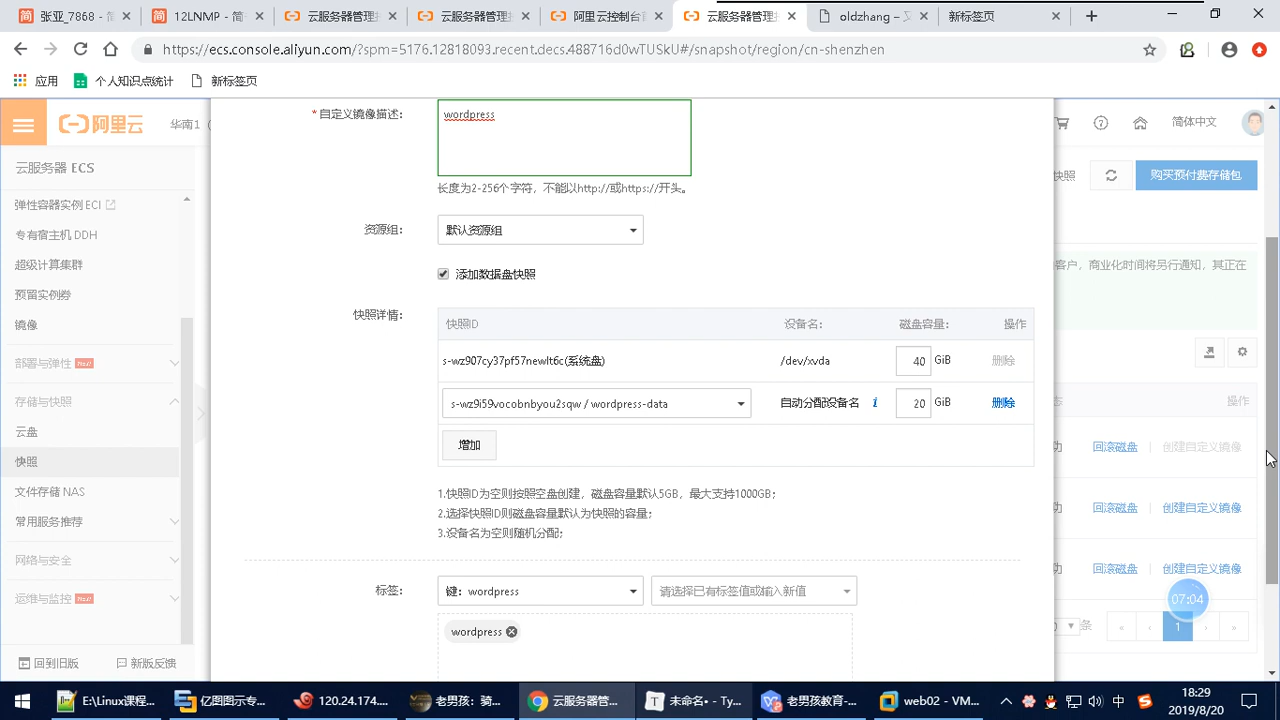 张亚_7868 - 简
12LNMP - 简
云服务器管理
云服务器管理
阿里云控制台首
云服务器管理
oldzhang – 又
新标签页
https://ecs.console.aliyun.com/?spm=5176.12818093.recent.decs.488716d0wTUSkU#/snapshot/region/cn-shenzhen
应用
个人知识点统计
新标签页
阿里云
华南1 (
简体中文
云服务器 ECS
弹性容器实例 ECI
专有宿主机 DDH
超级计算集群
预留实例券
镜像
部署与弹性
存储与快照
云盘
快照
文件存储 NAS
常用服务推荐
网络与安全
运维与监控
回到旧版
新版反馈
*自定义镜像描述:
wordpress
长度为2-256个字符，不能以http://或https://开头。
资源组:
默认资源组
添加数据盘快照
快照详情:
快照ID
设备名:
磁盘容量:
操作
s-wz907cy37pf57newlt6c(系统盘)
/dev/xvda
40
GiB
删除
s-wz9i59vocobnbyou2sqw / wordpress-data
自动分配设备名
20
GiB
删除
增加
1.快照ID为空则按照空盘创建，磁盘容量默认5GB，最大支持1000GB;
2.选择快照ID则磁盘容量默认为快照的容量;
3.设备名为空则随机分配;
标签:
键: wordpress
请选择已有标签值或输入新值
wordpress
快照
购买预付费存储包
客户，商业化时间将另行通知，其正在
态
操作
功
回滚磁盘
创建自定义镜像
功
回滚磁盘
创建自定义镜像
功
回滚磁盘
创建自定义镜像
07:04
条
«
‹
1
›
»
E:\Linux课程...
亿图图示专...
120.24.174....
老男孩：骑...
云服务器管...
未命名• - Ty...
老男孩教育-...
web02 - VM...
中
18:29
2019/8/20